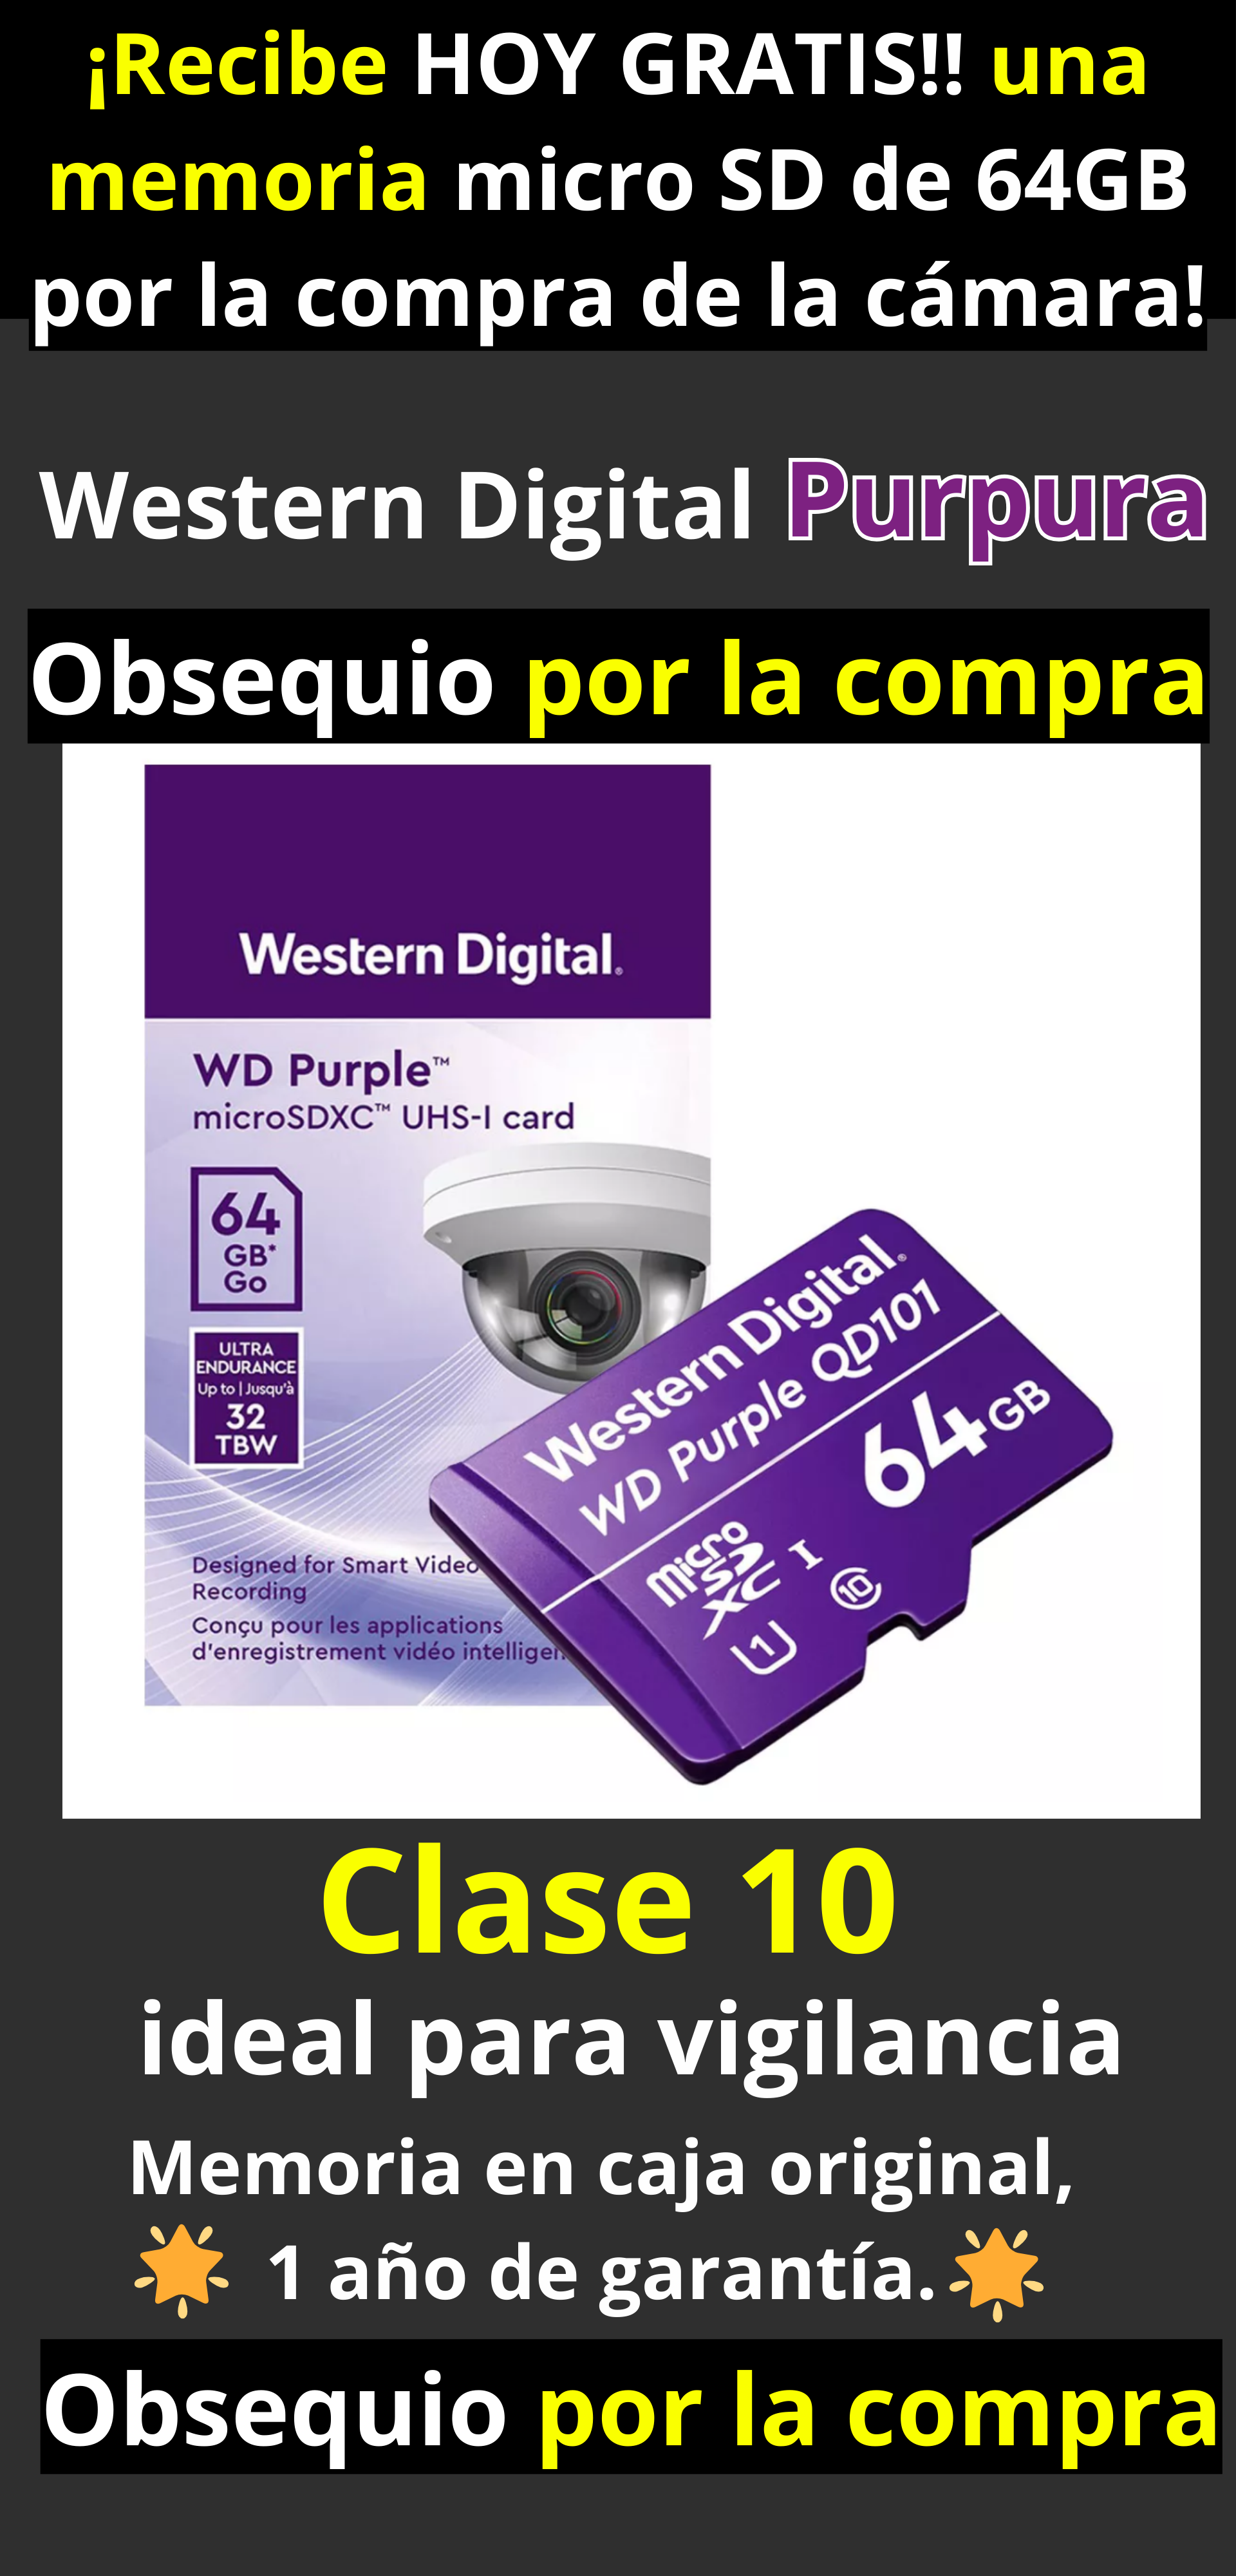 ¡Recibe HOY GRATIS!! una
memoria micro SD de 64GB
por la compra de la cámara!
Western Digital Purpura
Obsequio por la compra
Western Digital®
WD Purple™
microSDXC™ UHS-I card
64
GB*
Go
ULTRA
ENDURANCE
Up to | Jusqu'à
32
TBW
Designed for Smart Video
Recording
Conçu pour les applications
d'enregistrement vidéo intelligen
Western Digital®
WD Purple QD101
64GB
micro
SD
XC I
10
1
Clase 10
ideal para vigilancia
Memoria en caja original,
1 año de garantía.
Obsequio por la compra